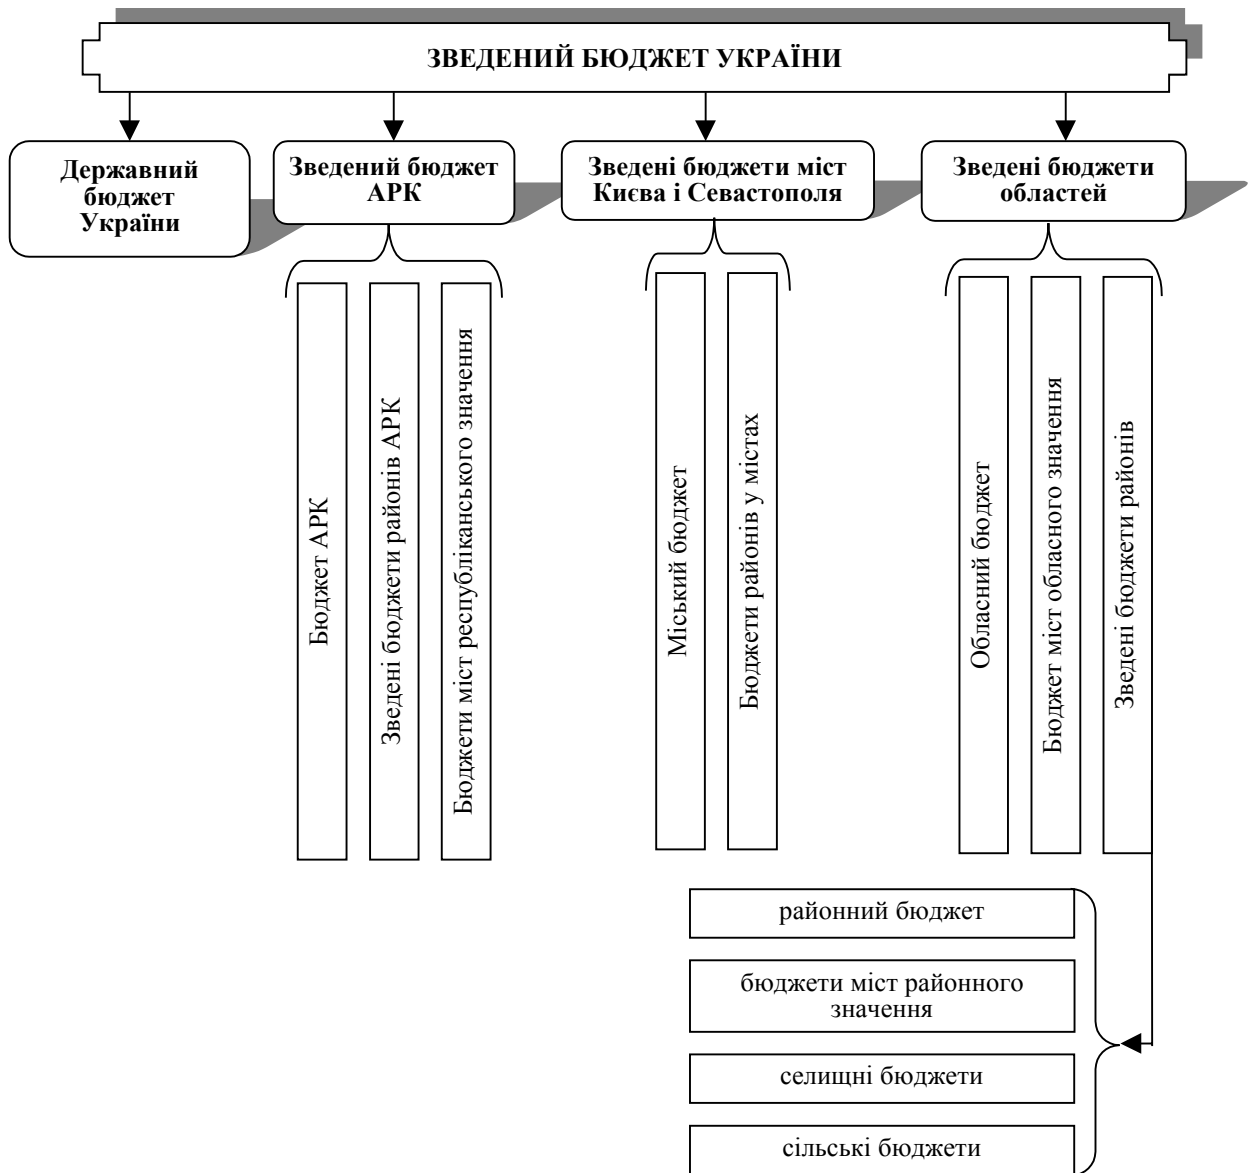 ЗВЕДЕНИЙ БЮДЖЕТ УКРАЇНИ
Державний
бюджет
України
Зведений бюджет
АРК
Зведені бюджети міст
Києва і Севастополя
Зведені бюджети
областей
Бюджет АРК
Зведені бюджети районів АРК
Бюджети міст республіканського значення
Міський бюджет
Бюджети районів у містах
Обласний бюджет
Бюджет міст обласного значення
Зведені бюджети районів
районний бюджет
бюджети міст районного
значення
селищні бюджети
сільські бюджети